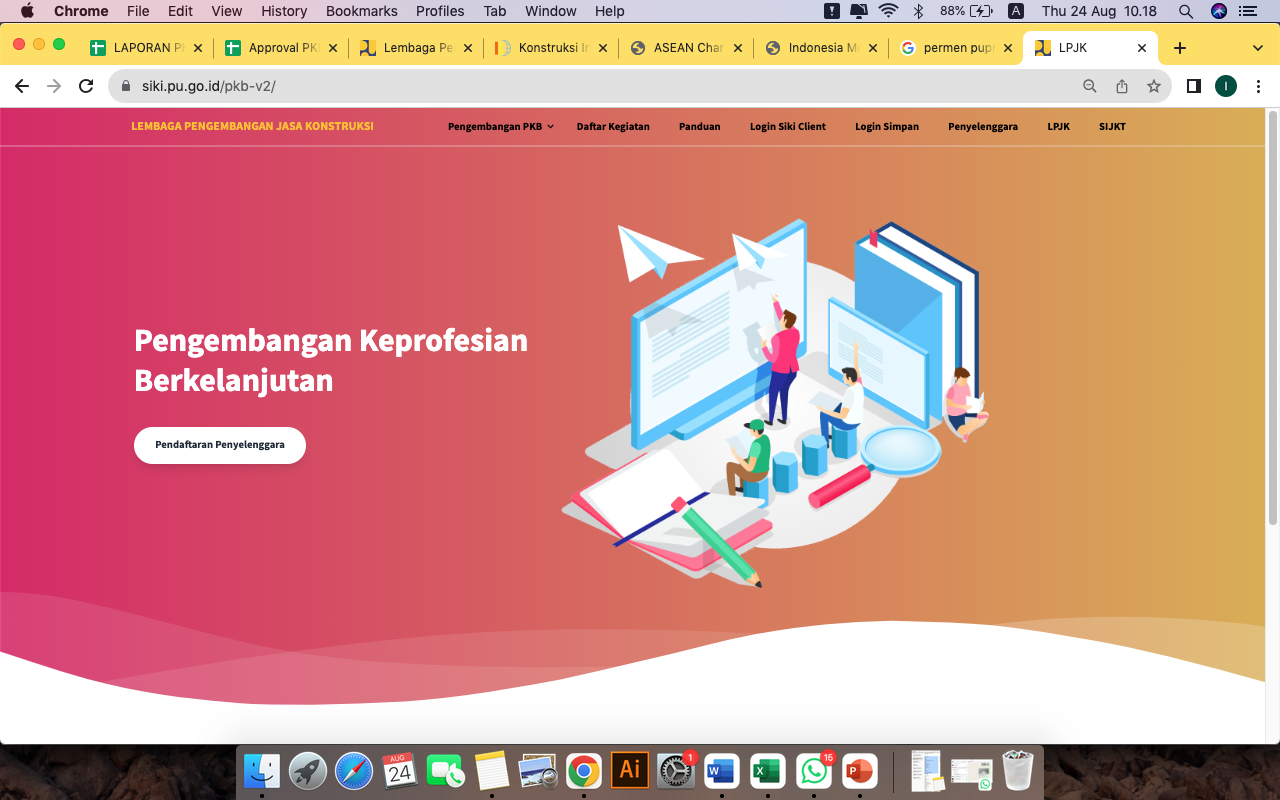 Chrome File Edit View History Bookmarks Profiles Tab Window Help 88% A Thu 24 Aug 10.18
LAPORAN P Approval PK Lembaga Pe Konstruksi In ASEAN Char Indonesia M permen pup LPJK
siki.pu.go.id/pkb-v2/ I
LEMBAGA PENGEMBANGAN JASA KONSTRUKSI Pengembangan PKB Daftar Kegiatan Panduan Login Siki Client Login Simpan Penyelenggara LPJK SIJKT
Pengembangan Keprofesian
Berkelanjutan
Pendaftaran Penyelenggara
AUG
24
Ai
1
W
X
15
P